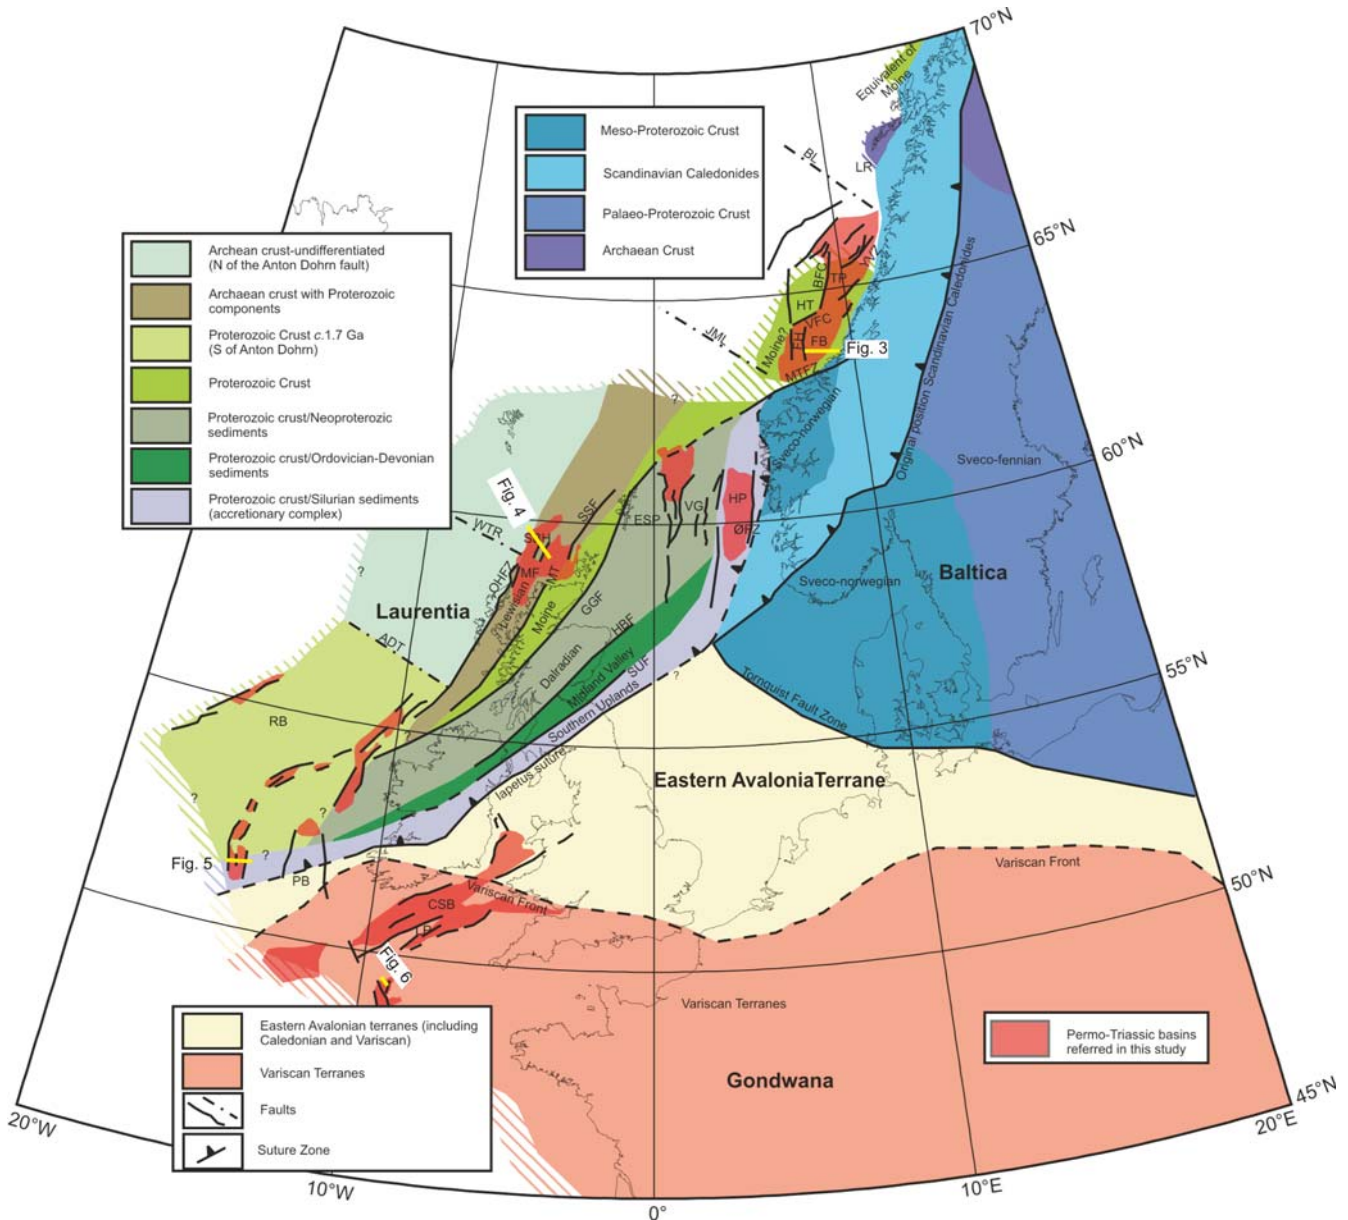 70°N
Equivalent of
Moine
Meso-Proterozoic Crust
Scandinavian Caledonides
Palaeo-Proterozoic Crust
Archaean Crust
BL
LR
65°N
Archean crust-undifferentiated
(N of the Anton Dohrn fault)
Archaean crust with Proterozoic
components
Proterozoic Crust c.1.7 Ga
(S of Anton Dohrn)
Proterozoic Crust
Proterozoic crust/Neoproterozic
sediments
Proterozoic crust/Ordovician-Devonian
sediments
Proterozoic crust/Silurian sediments
(accretionary complex)
BFC
TP
HT
VFC
FH
FB
Fig. 3
JML
Moine?
MTFZ
Original position Scandinavian Caledonides
Sveco-norwegian
Sveco-fennian
60°N
?
Fig. 4
WTR
SSF
ESP
VG
HP
ØFZ
MF
MT
OHFZ
Lewisian
Moine
GGF
HBF
Sveco-norwegian
Baltica
?
Laurentia
ADT
Dalradian
Midland Valley
SUF
Southern Uplands
?
?
Tornquist Fault Zone
55°N
RB
Iapetus suture
Eastern AvaloniaTerrane
?
?
?
Fig. 5
PB
Variscan Front
Variscan Front
50°N
CSB
Fig. 6
Variscan Terranes
Eastern Avalonian terranes (including
Caledonian and Variscan)
Variscan Terranes
Faults
Suture Zone
Permo-Triassic basins
referred in this study
Gondwana
45°N
20°E
20°W
10°W
0°
10°E